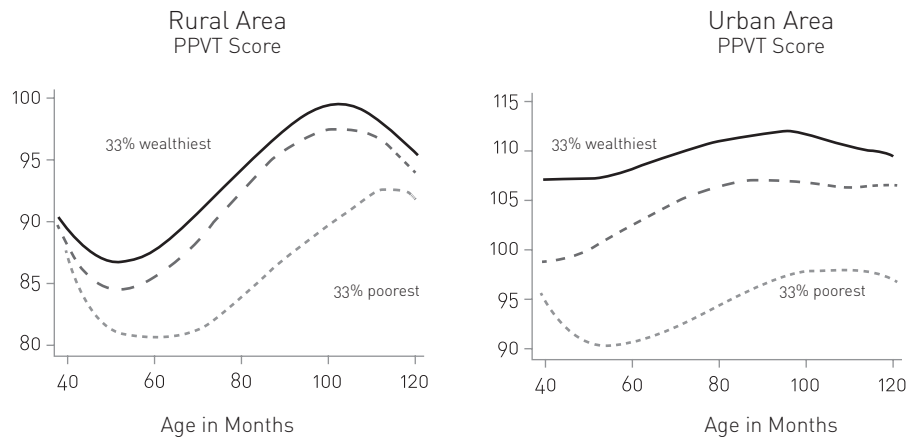 Rural Area
PPVT Score
100
95
90
85
80
33% wealthiest
33% poorest
40 60 80 100 120
Age in Months
Urban Area
PPVT Score
115
110
105
100
95
90
33% wealthiest
33% poorest
40 60 80 100 120
Age in Months